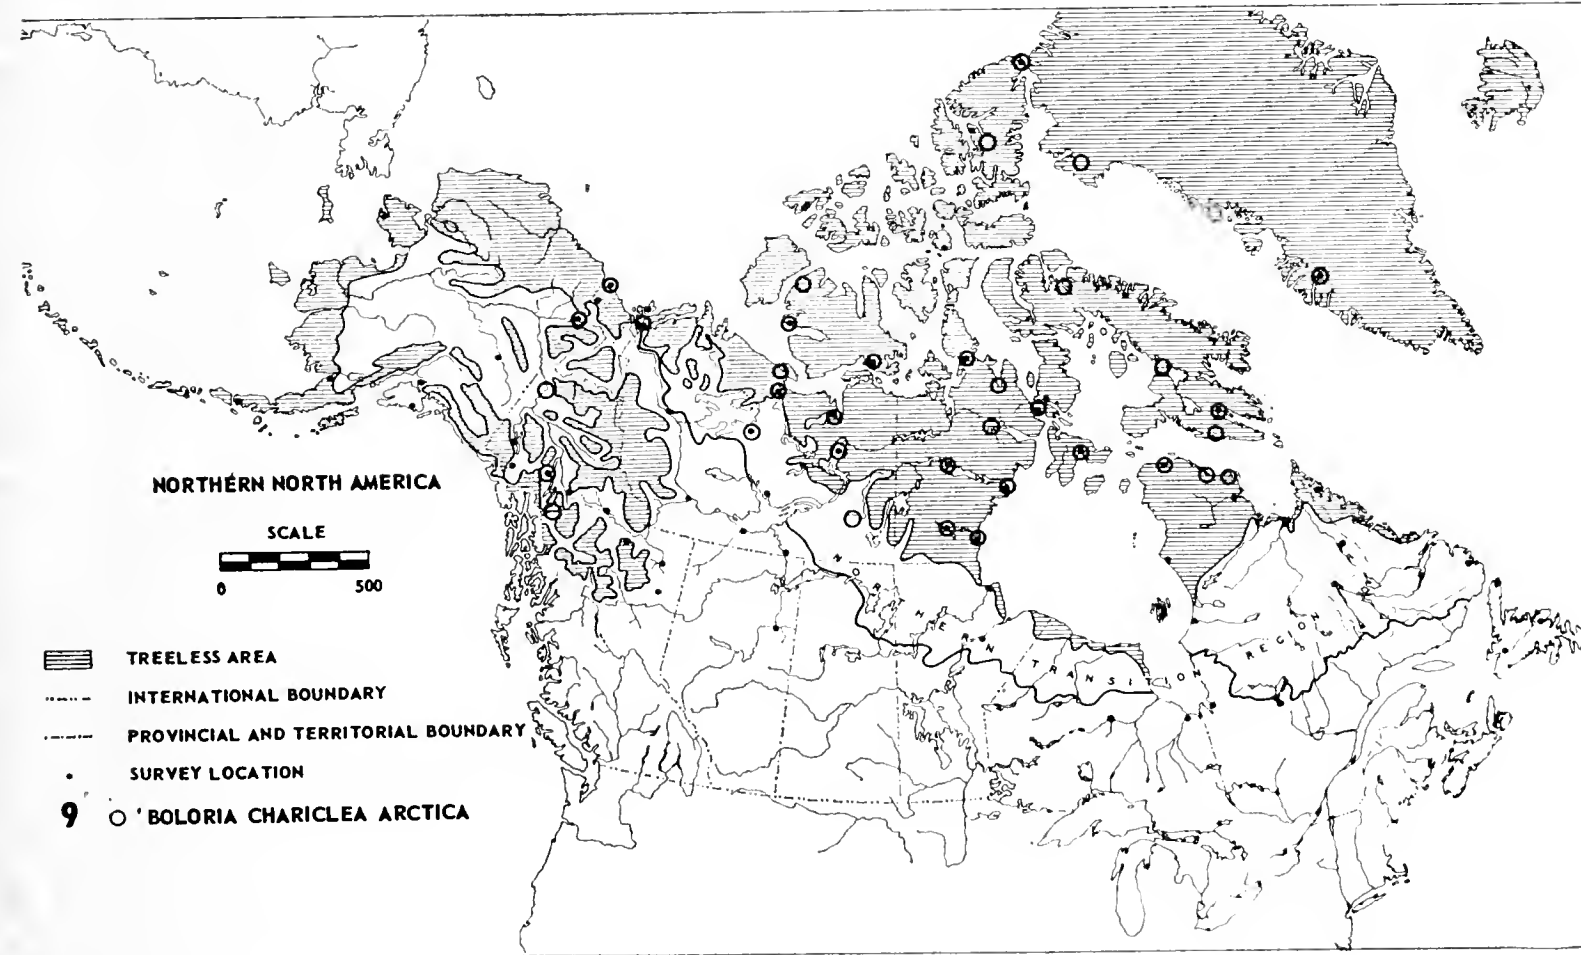 NORTHERN NORTH AMERICA
SCALE
0 500
TREELESS AREA
INTERNATIONAL BOUNDARY
PROVINCIAL AND TERRITORIAL BOUNDARY
SURVEY LOCATION
9 BOLORIA CHARICLEA ARCTICA
NORTHERN TRANSITION REGION